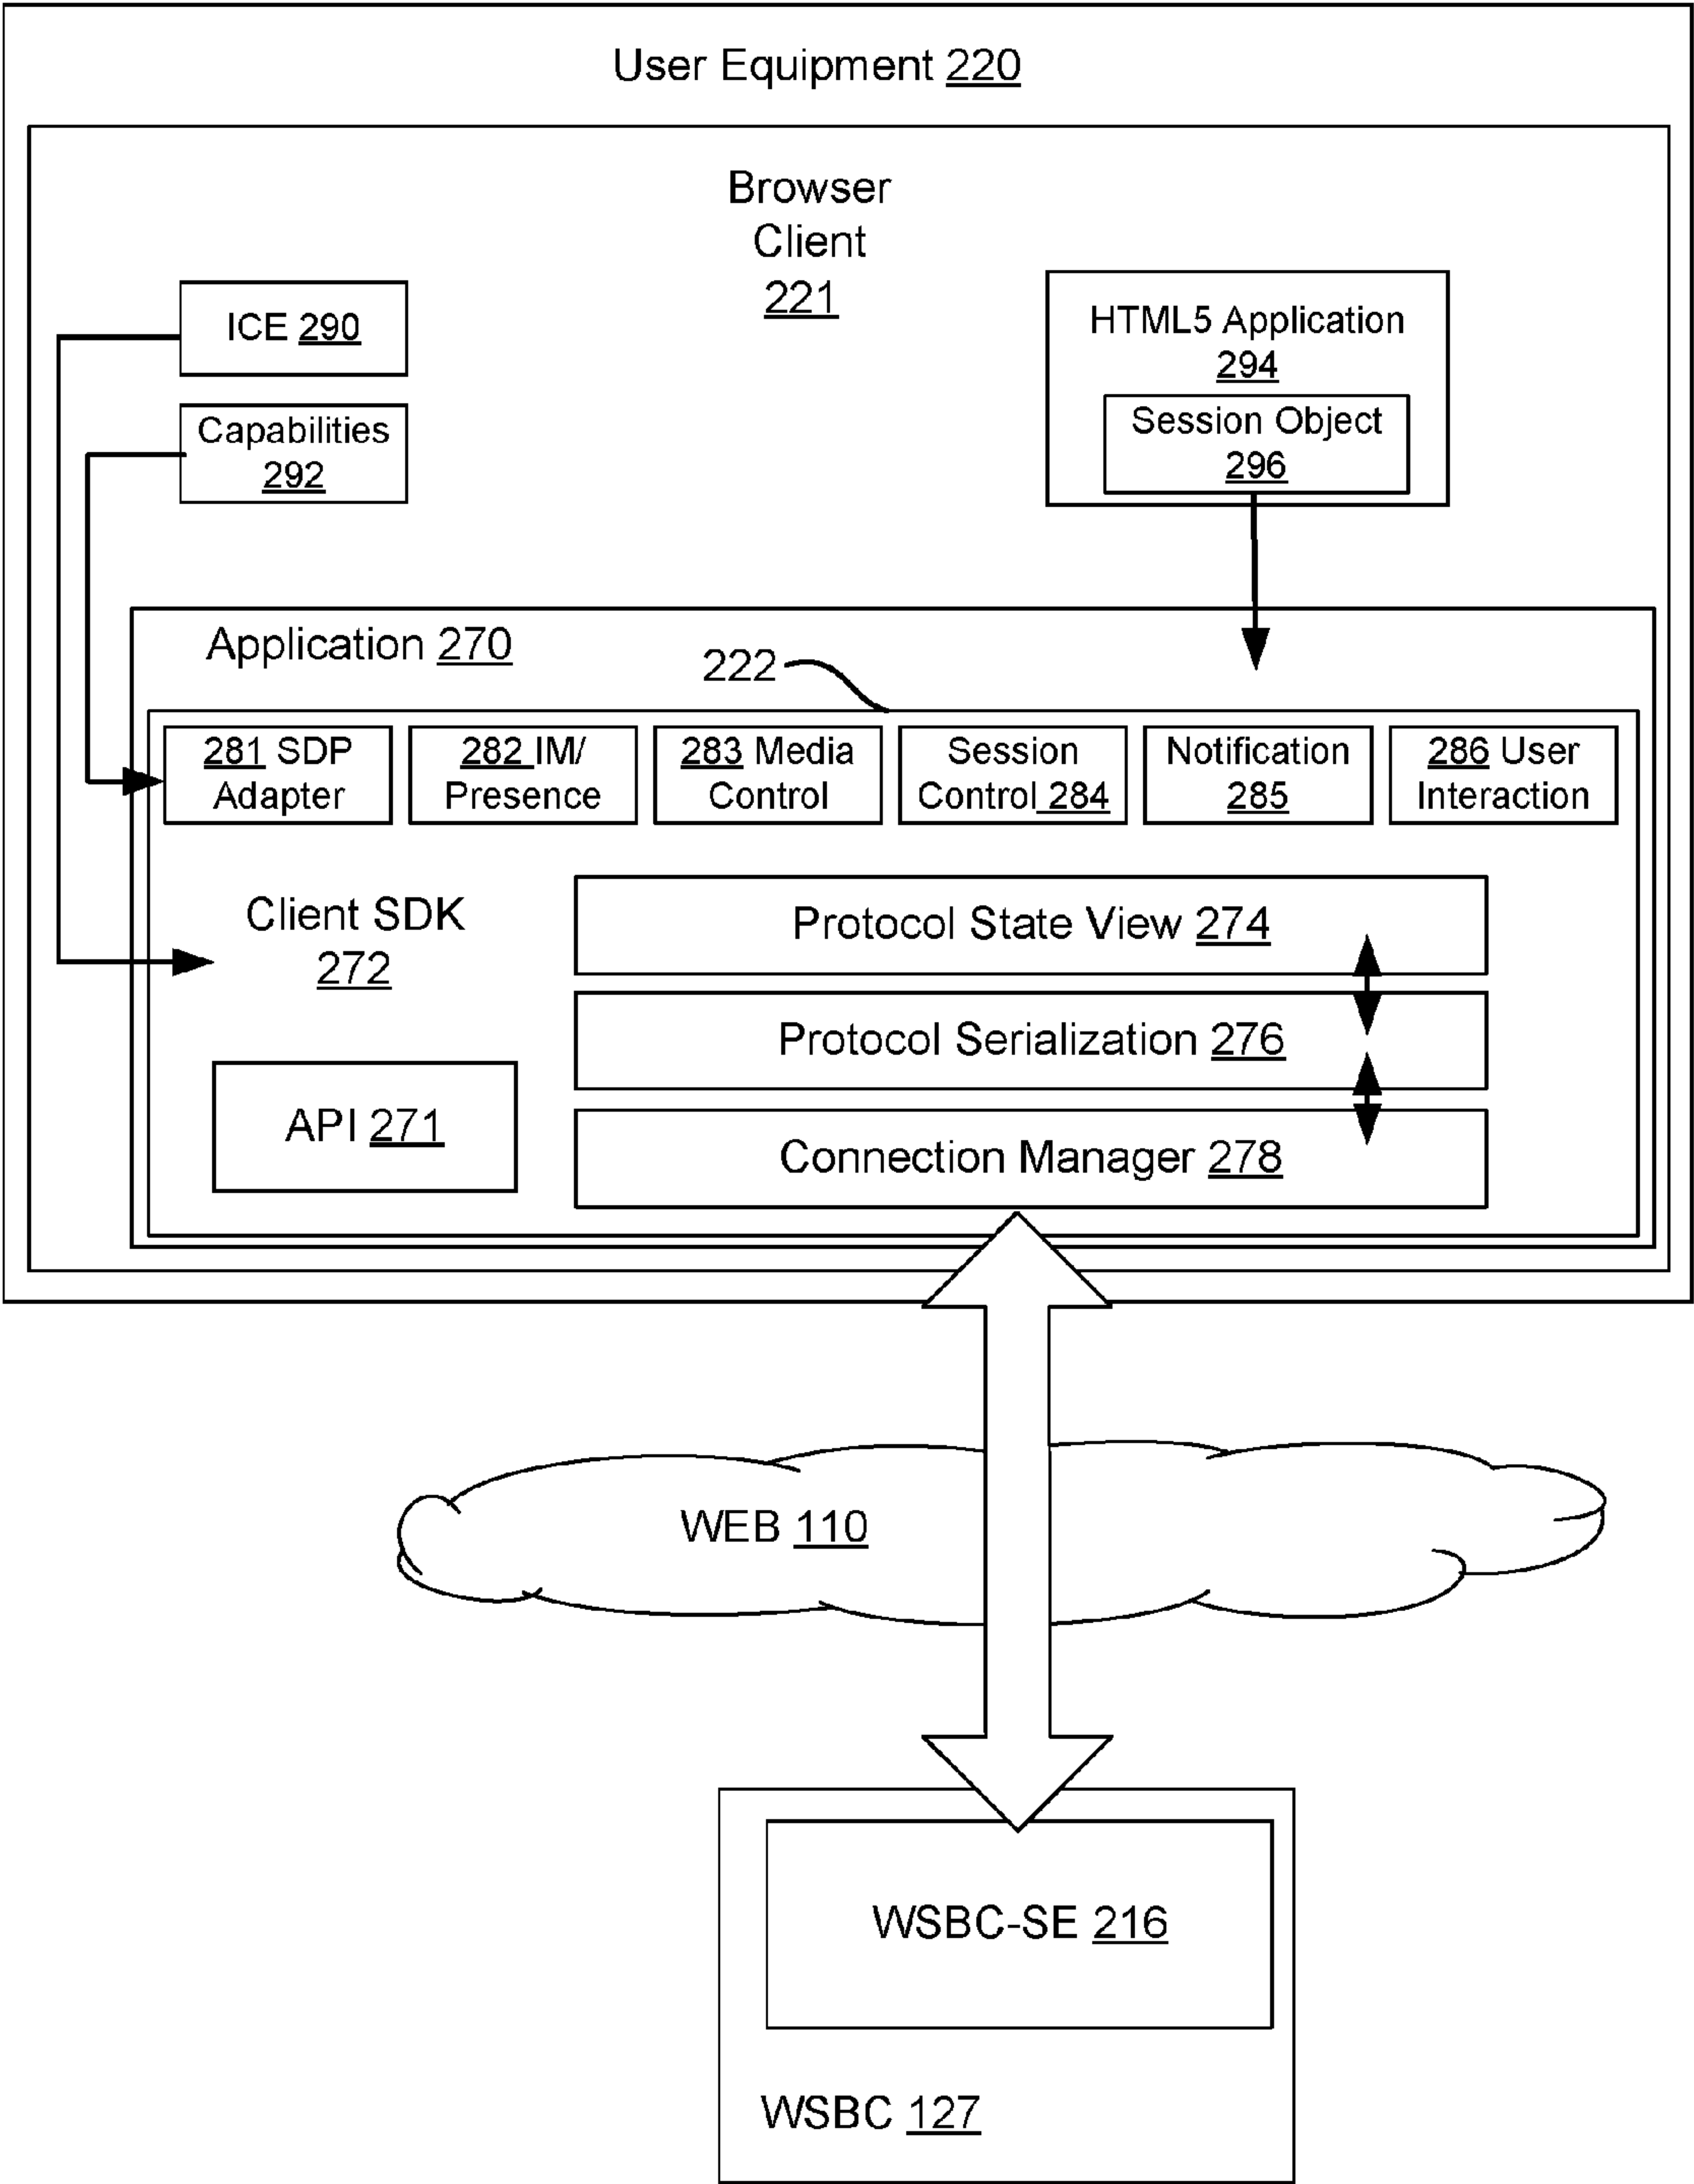 User Equipment 220
Browser
Client
221
ICE 290
Capabilities
292
HTML5 Application
294
Session Object
296
Application 270
222
281 SDP
Adapter
282 IM/
Presence
283 Media
Control
Session
Control 284
Notification
285
286 User
Interaction
Client SDK
272
Protocol State View 274
Protocol Serialization 276
API 271
Connection Manager 278
WEB 110
WSBC-SE 216
WSBC 127